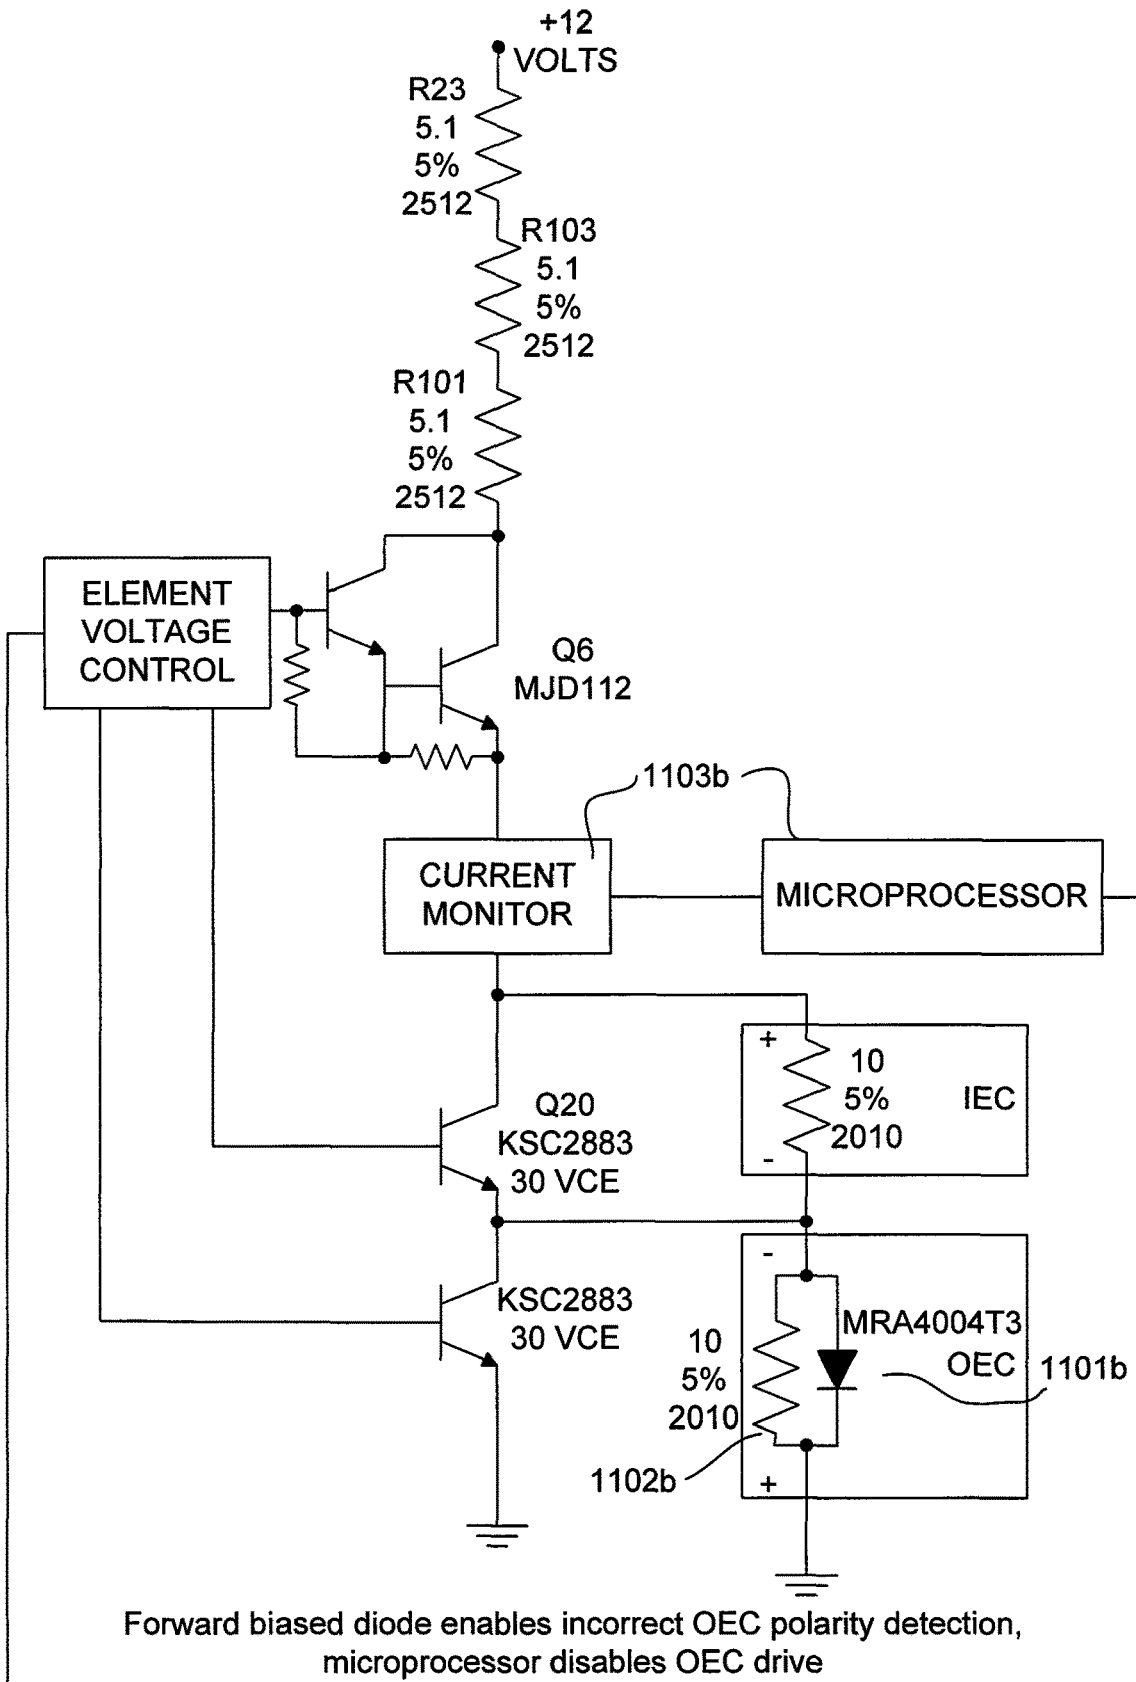 +12
VOLTS
R23
5.1
5%
2512
R103
5.1
5%
2512
R101
5.1
5%
2512
ELEMENT
VOLTAGE
CONTROL
Q6
MJD112
1103b
CURRENT
MONITOR
MICROPROCESSOR
+
10
5%
2010
-
IEC
Q20
KSC2883
30 VCE
-
KSC2883
30 VCE
MRA4004T3
OEC
1101b
10
5%
2010
1102b
+
Forward biased diode enables incorrect OEC polarity detection,
microprocessor disables OEC drive